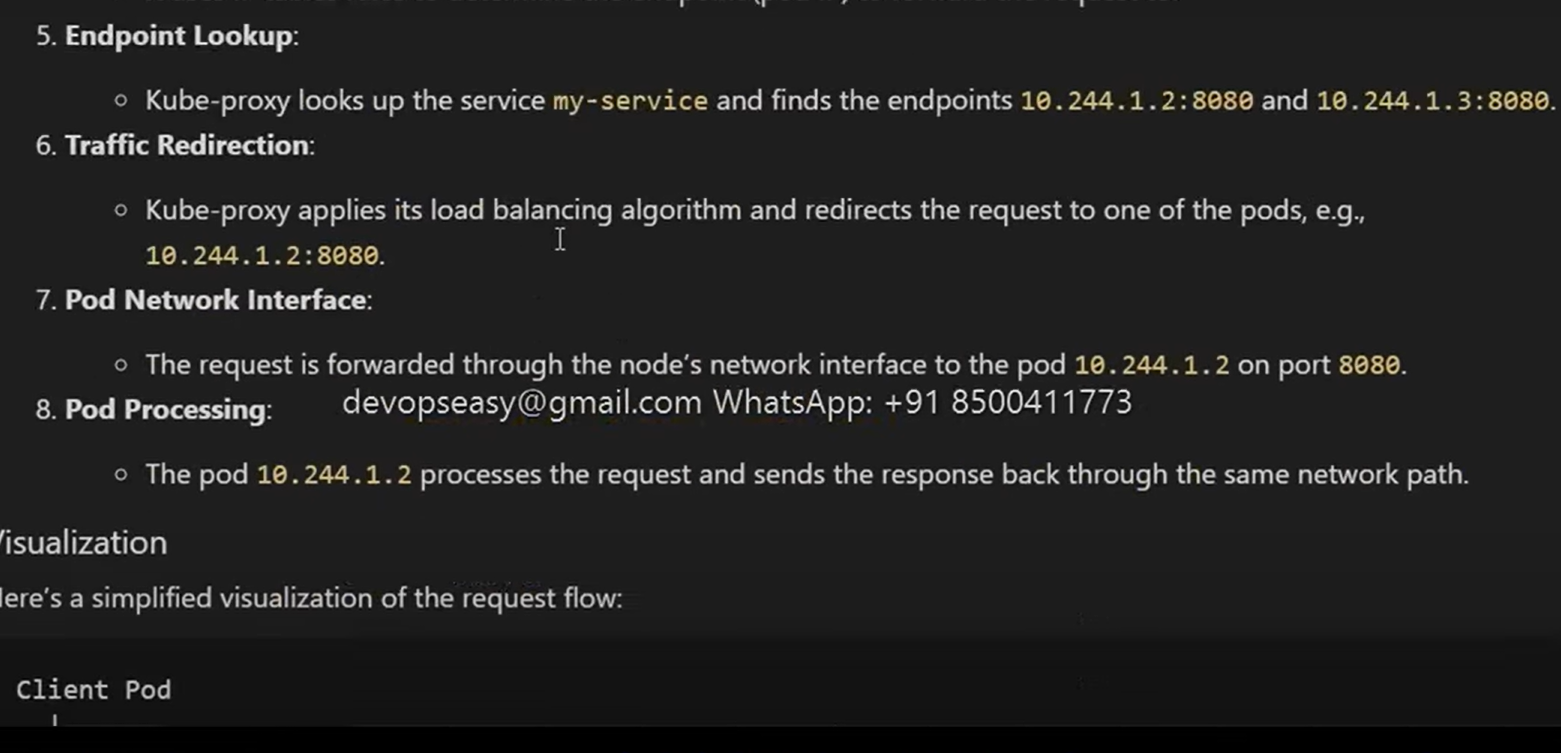 5. Endpoint Lookup:
○ Kube-proxy looks up the service my-service and finds the endpoints 10.244.1.2:8080 and 10.244.1.3:8080.
6. Traffic Redirection:
○ Kube-proxy applies its load balancing algorithm and redirects the request to one of the pods, e.g.,
10.244.1.2:8080.
7. Pod Network Interface:
○ The request is forwarded through the node's network interface to the pod 10.244.1.2 on port 8080.
8. Pod Processing:
devopseasy@gmail.com WhatsApp: +91 8500411773
○ The pod 10.244.1.2 processes the request and sends the response back through the same network path.
isualization
ere's a simplified visualization of the request flow:
Client Pod